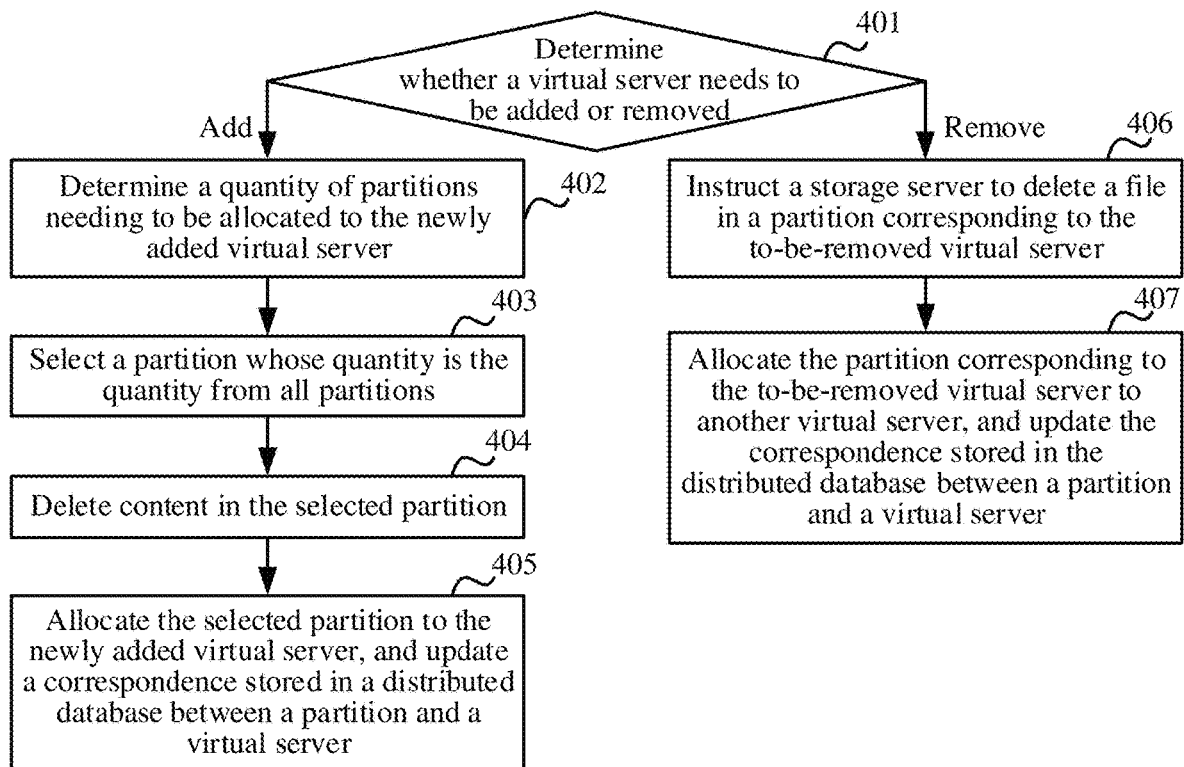 401
Determine
whether a virtual server needs to
be added or removed
Add
Remove
402
Determine a quantity of partitions
needing to be allocated to the newly
added virtual server
403
Select a partition whose quantity is the
quantity from all partitions
404
Delete content in the selected partition
405
Allocate the selected partition to the
newly added virtual server, and update
a correspondence stored in a distributed
database between a partition and a
virtual server
406
Instruct a storage server to delete a file
in a partition corresponding to the
to-be-removed virtual server
407
Allocate the partition corresponding to
the to-be-removed virtual server to
another virtual server, and update the
correspondence stored in the
distributed database between a partition
and a virtual server